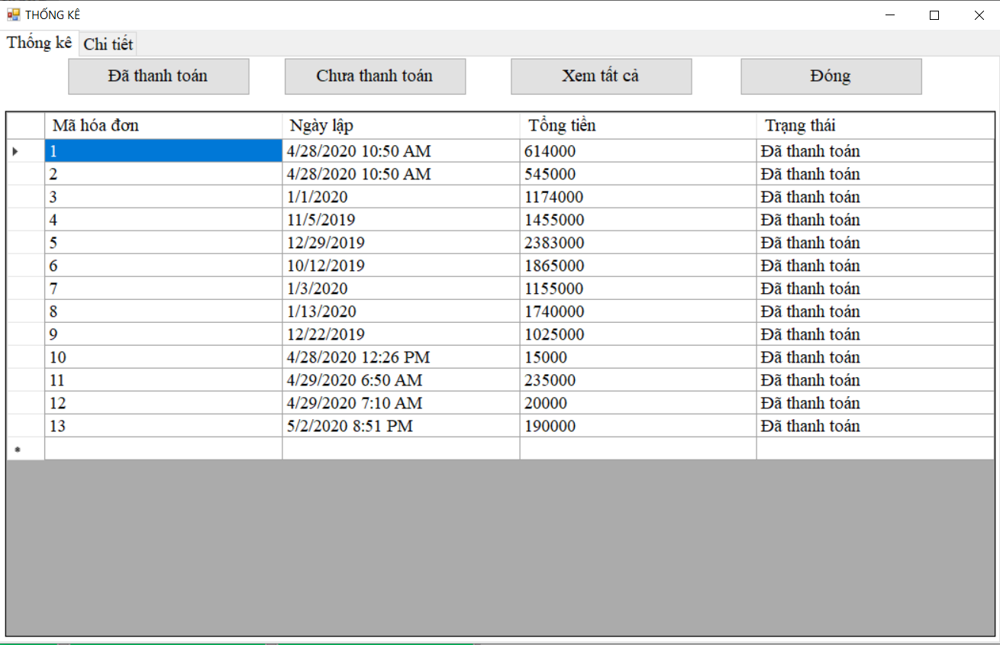 THỐNG KÊ
Thống kê Chi tiết
Đã thanh toán Chưa thanh toán Xem tất cả Đóng
Mã hóa đơn Ngày lập Tổng tiền Trạng thái
1 4/28/2020 10:50 AM 614000 Đã thanh toán
2 4/28/2020 10:50 AM 545000 Đã thanh toán
3 1/1/2020 1174000 Đã thanh toán
4 11/5/2019 1455000 Đã thanh toán
5 12/29/2019 2383000 Đã thanh toán
6 10/12/2019 1865000 Đã thanh toán
7 1/3/2020 1155000 Đã thanh toán
8 1/13/2020 1740000 Đã thanh toán
9 12/22/2019 1025000 Đã thanh toán
10 4/28/2020 12:26 PM 15000 Đã thanh toán
11 4/29/2020 6:50 AM 235000 Đã thanh toán
12 4/29/2020 7:10 AM 20000 Đã thanh toán
13 5/2/2020 8:51 PM 190000 Đã thanh toán